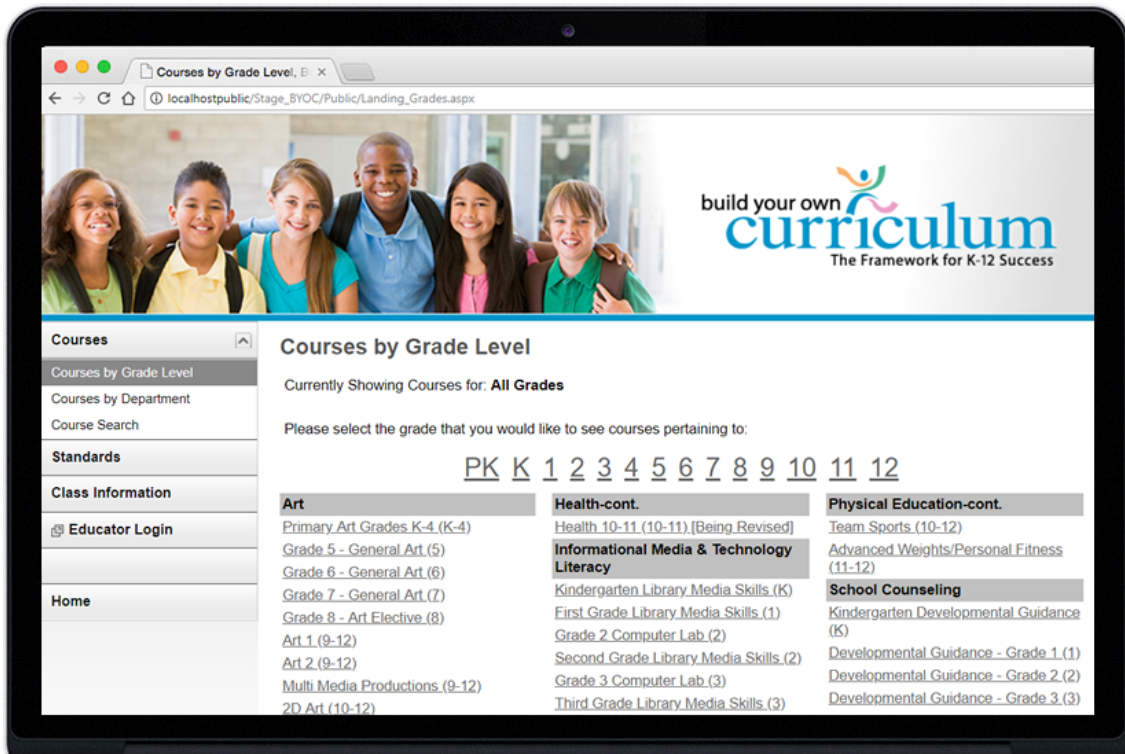 Courses by Grade Level, B
localhostpublic/Stage_BYOC/Public/Landing_Grades.aspx
build your own
curriculum
The Framework for K-12 Success
Courses
Courses by Grade Level
Courses by Department
Course Search
Standards
Class Information
Educator Login
Home
Courses by Grade Level
Currently Showing Courses for: All Grades
Please select the grade that you would like to see courses pertaining to:
PK K 1 2 3 4 5 6 7 8 9 10 11 12
Art
Primary Art Grades K-4 (K-4)
Grade 5 - General Art (5)
Grade 6 - General Art (6)
Grade 7 - General Art (7)
Grade 8 - Art Elective (8)
Art 1 (9-12)
Art 2 (9-12)
Multi Media Productions (9-12)
2D Art (10-12)
Health-cont.
Health 10-11 (10-11) [Being Revised]
Informational Media & Technology
Literacy
Kindergarten Library Media Skills (K)
First Grade Library Media Skills (1)
Grade 2 Computer Lab (2)
Second Grade Library Media Skills (2)
Grade 3 Computer Lab (3)
Third Grade Library Media Skills (3)
Physical Education-cont.
Team Sports (10-12)
Advanced Weights/Personal Fitness
(11-12)
School Counseling
Kindergarten Developmental Guidance
(K)
Developmental Guidance - Grade 1 (1)
Developmental Guidance - Grade 2 (2)
Developmental Guidance - Grade 3 (3)